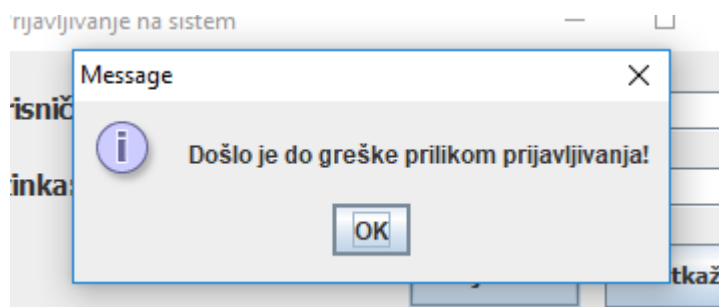 rijavljivanje na sistem
Message
risnič
Došlo je do greške prilikom prijavljivanja!
inka:
OK
tkaž